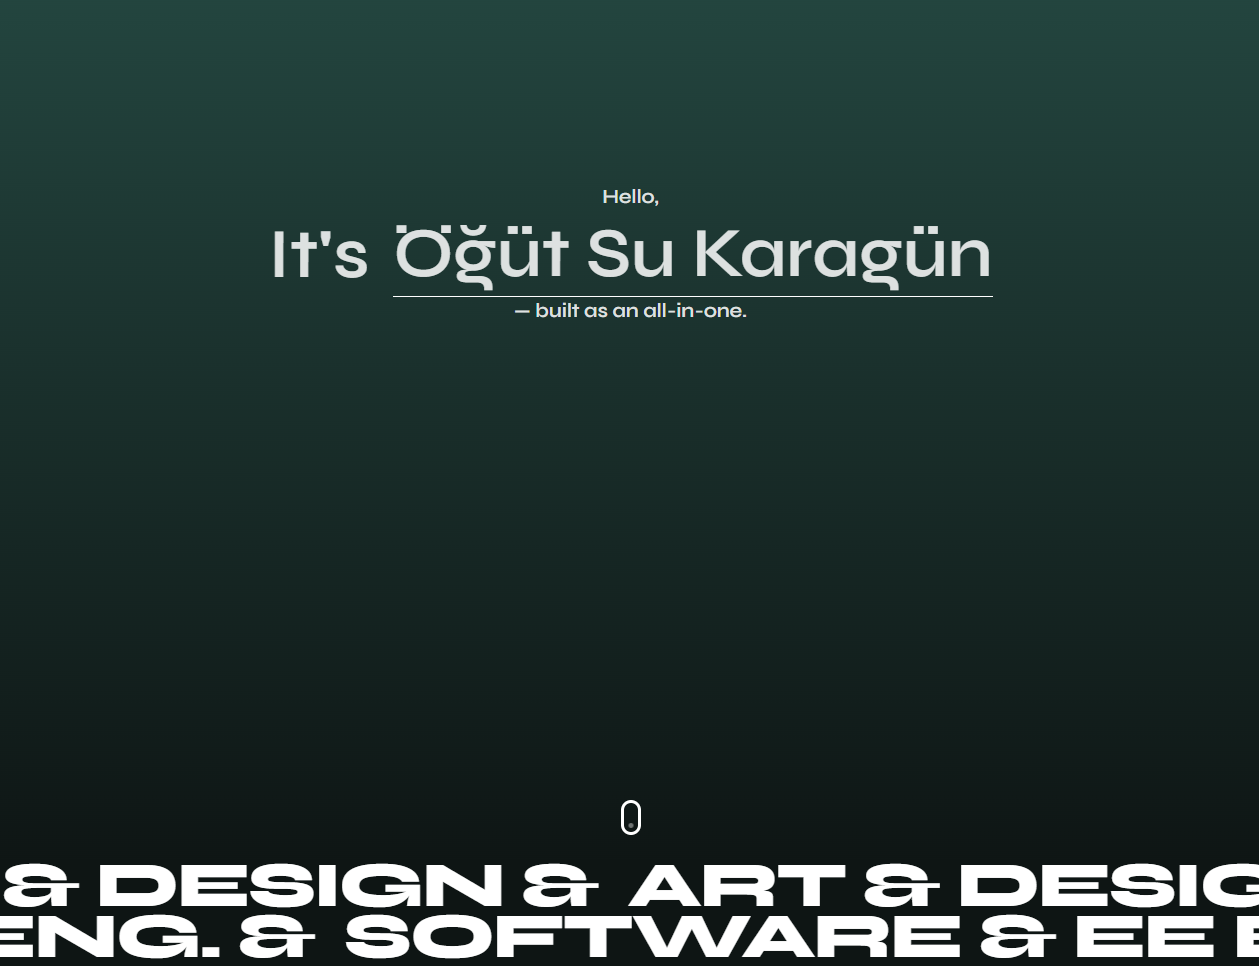 Hello,
It's Öğüt Su Karagün
— built as an all-in-one.
& DESIGN & ART & DESIG
ENG. & SOFTWARE & EE E